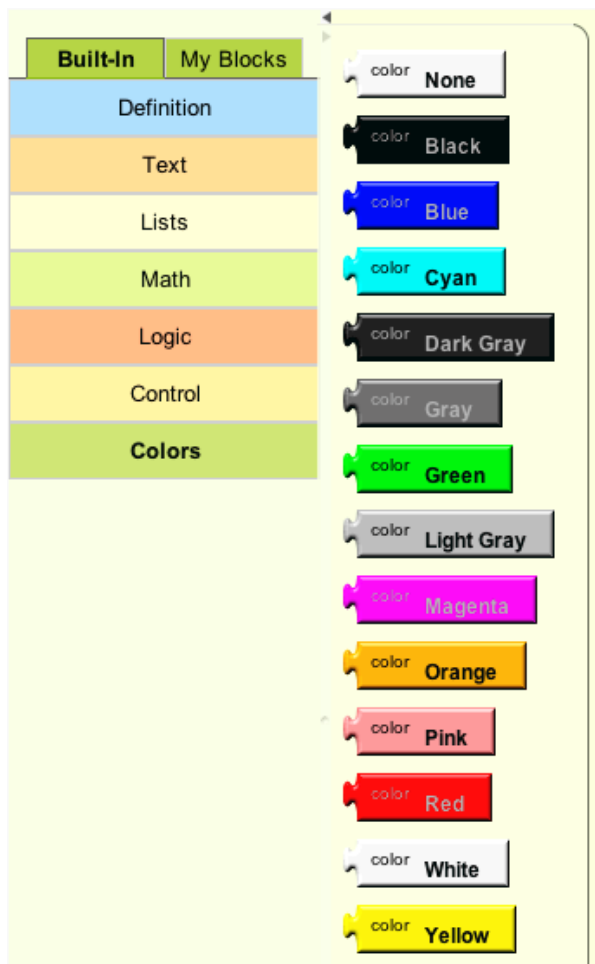 Built-In
My Blocks
Definition
Text
Lists
Math
Logic
Control
Colors
color None
color Black
color Blue
color Cyan
color Dark Gray
color Gray
color Green
color Light Gray
color Magenta
color Orange
color Pink
color Red
color White
color Yellow